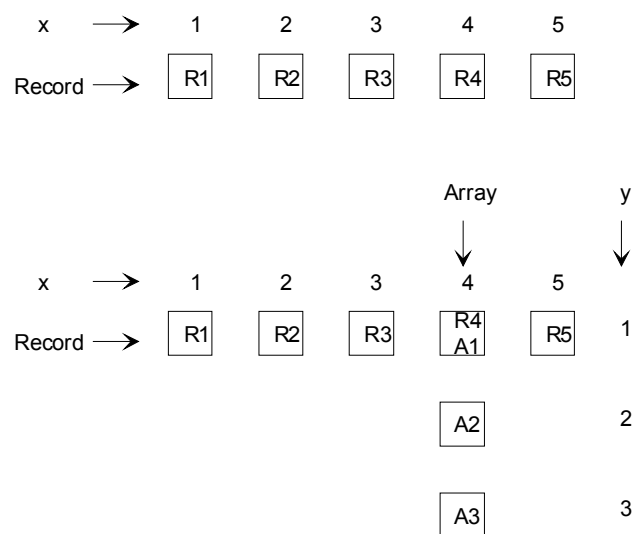 x 1 2 3 4 5
Record R1 R2 R3 R4 R5
Array y
x 1 2 3 4 5
Record R1 R2 R3 R4 R5 1
A1
A2 2
A3 3